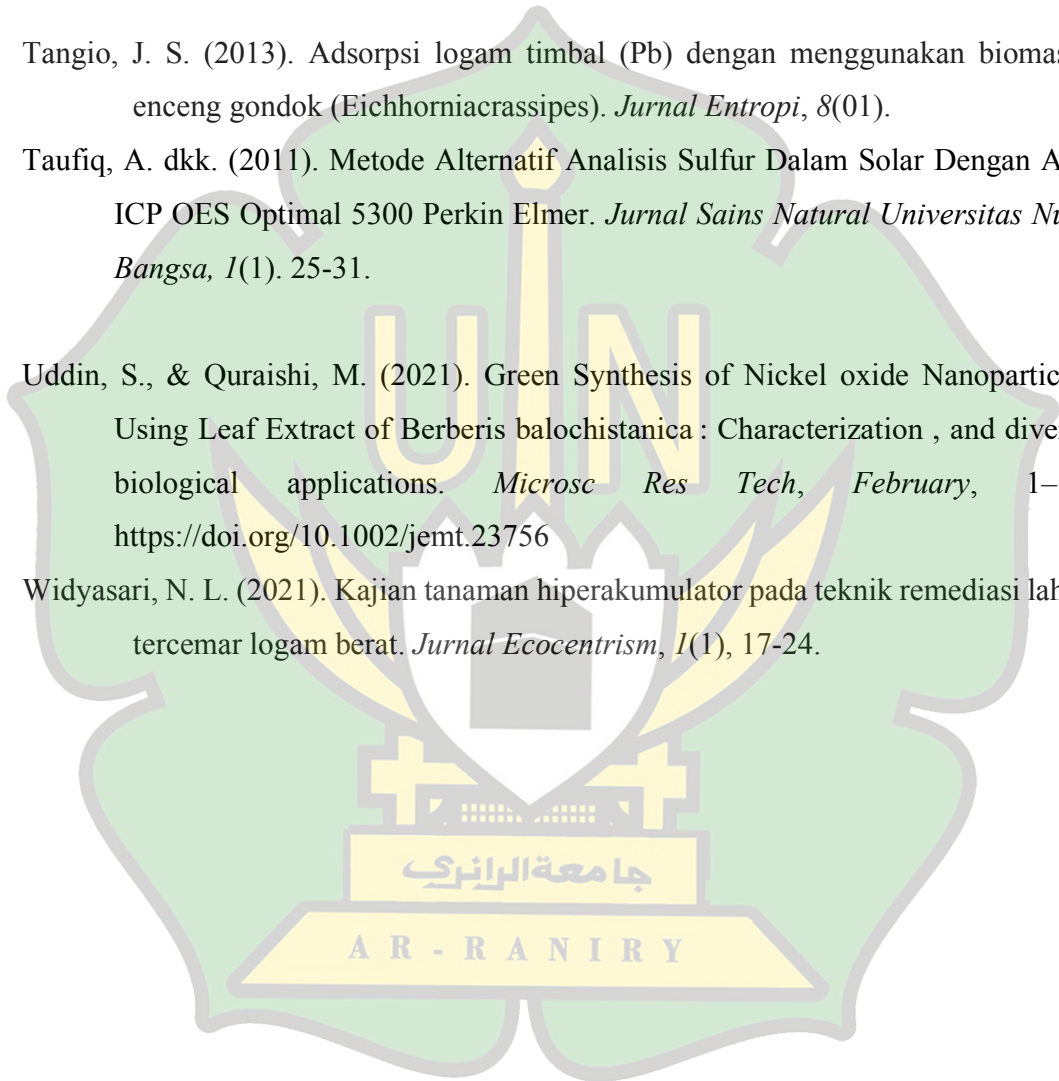 Tangio, J. S. (2013). Adsorpsi logam timbal (Pb) dengan menggunakan biomas
enceng gondok (Eichhorniacrassipes). Jurnal Entropi, 8(01).
Taufiq, A. dkk. (2011). Metode Alternatif Analisis Sulfur Dalam Solar Dengan A
ICP OES Optimal 5300 Perkin Elmer. Jurnal Sains Natural Universitas Nu
Bangsa, 1(1). 25-31.
Uddin, S., & Quraishi, M. (2021). Green Synthesis of Nickel oxide Nanopartic
Using Leaf Extract of Berberis balochistanica : Characterization , and dive
biological applications. Microsc Res Tech, February, 1–
https://doi.org/10.1002/jemt.23756
Widyasari, N. L. (2021). Kajian tanaman hiperakumulator pada teknik remediasi lah
tercemar logam berat. Jurnal Ecocentrism, 1(1), 17-24.
UIN
جامعة الرانري
AR-RANIRY